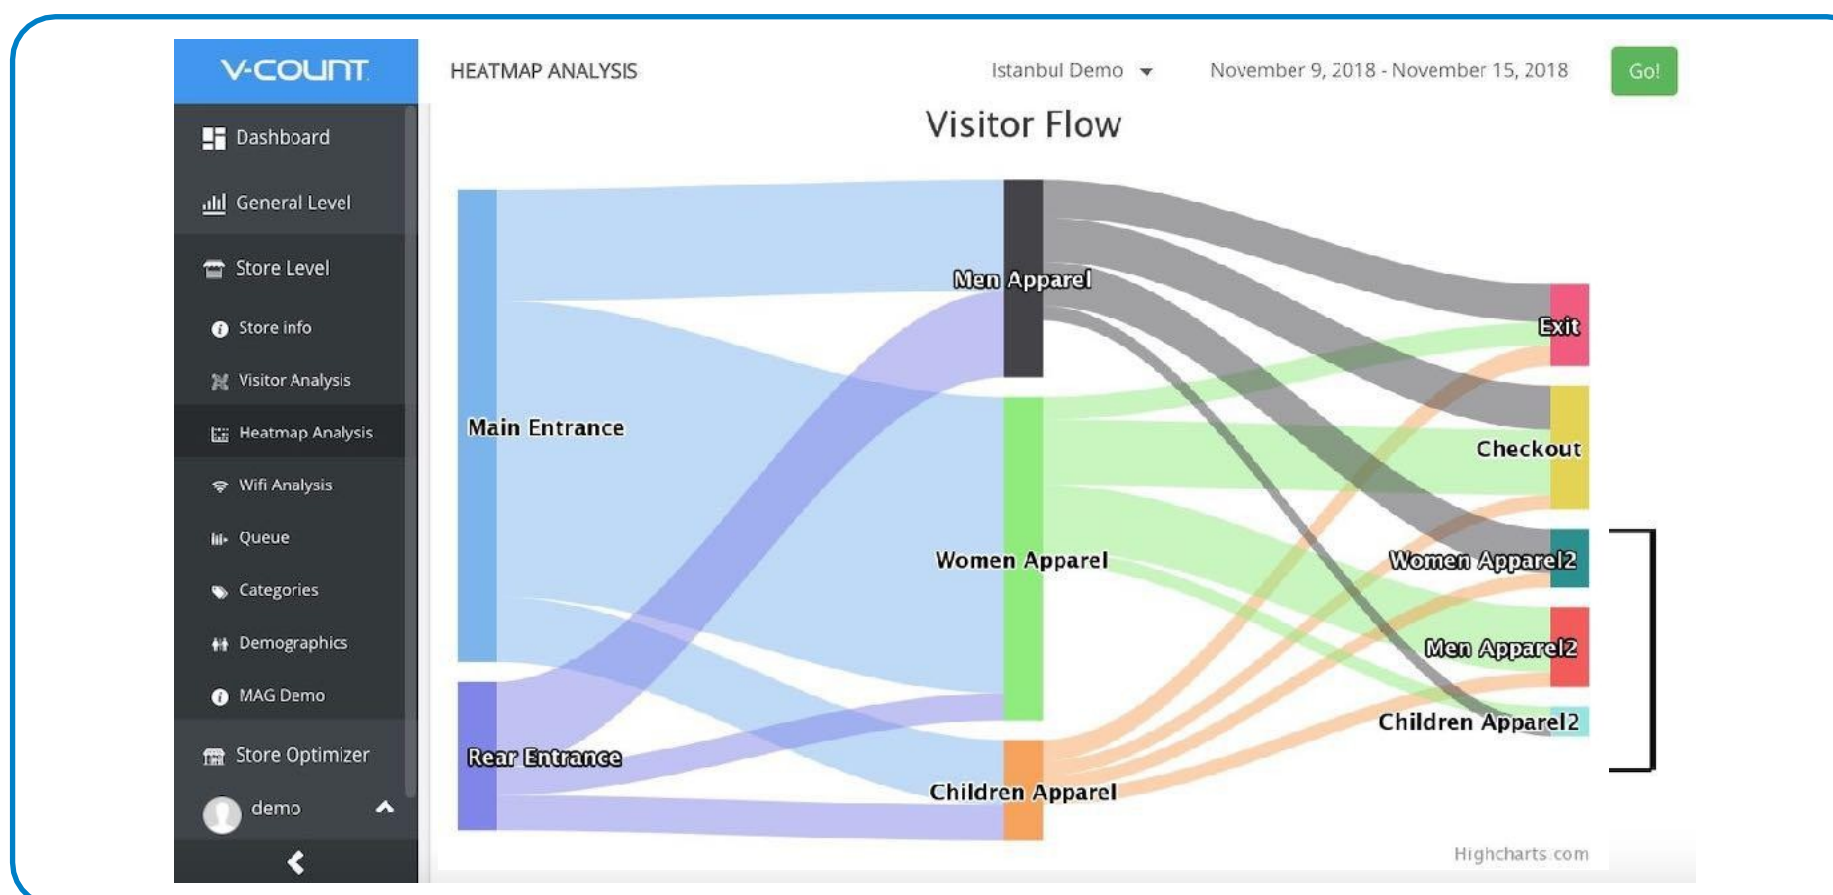 V-COUNT.
HEATMAP ANALYSIS
Istanbul Demo
November 9, 2018 - November 15, 2018
Go!
Dashboard
General Level
Store Level
Store info
Visitor Analysis
Heatmap Analysis
Wifi Analysis
Queue
Categories
Demographics
MAG Demo
Store Optimizer
demo
Visitor Flow
Main Entrance
Rear Entrance
Men Apparel
Women Apparel
Children Apparel
Exit
Checkout
Women Apparel2
Men Apparel2
Children Apparel2
Highcharts.com